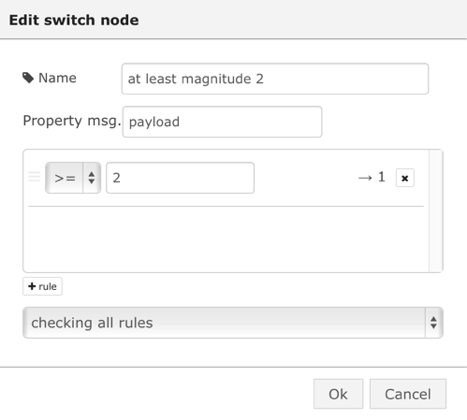 Edit switch node
Name at least magnitude 2
Property msg. payload
>= 2 → 1 ×
+ rule
checking all rules
Ok Cancel